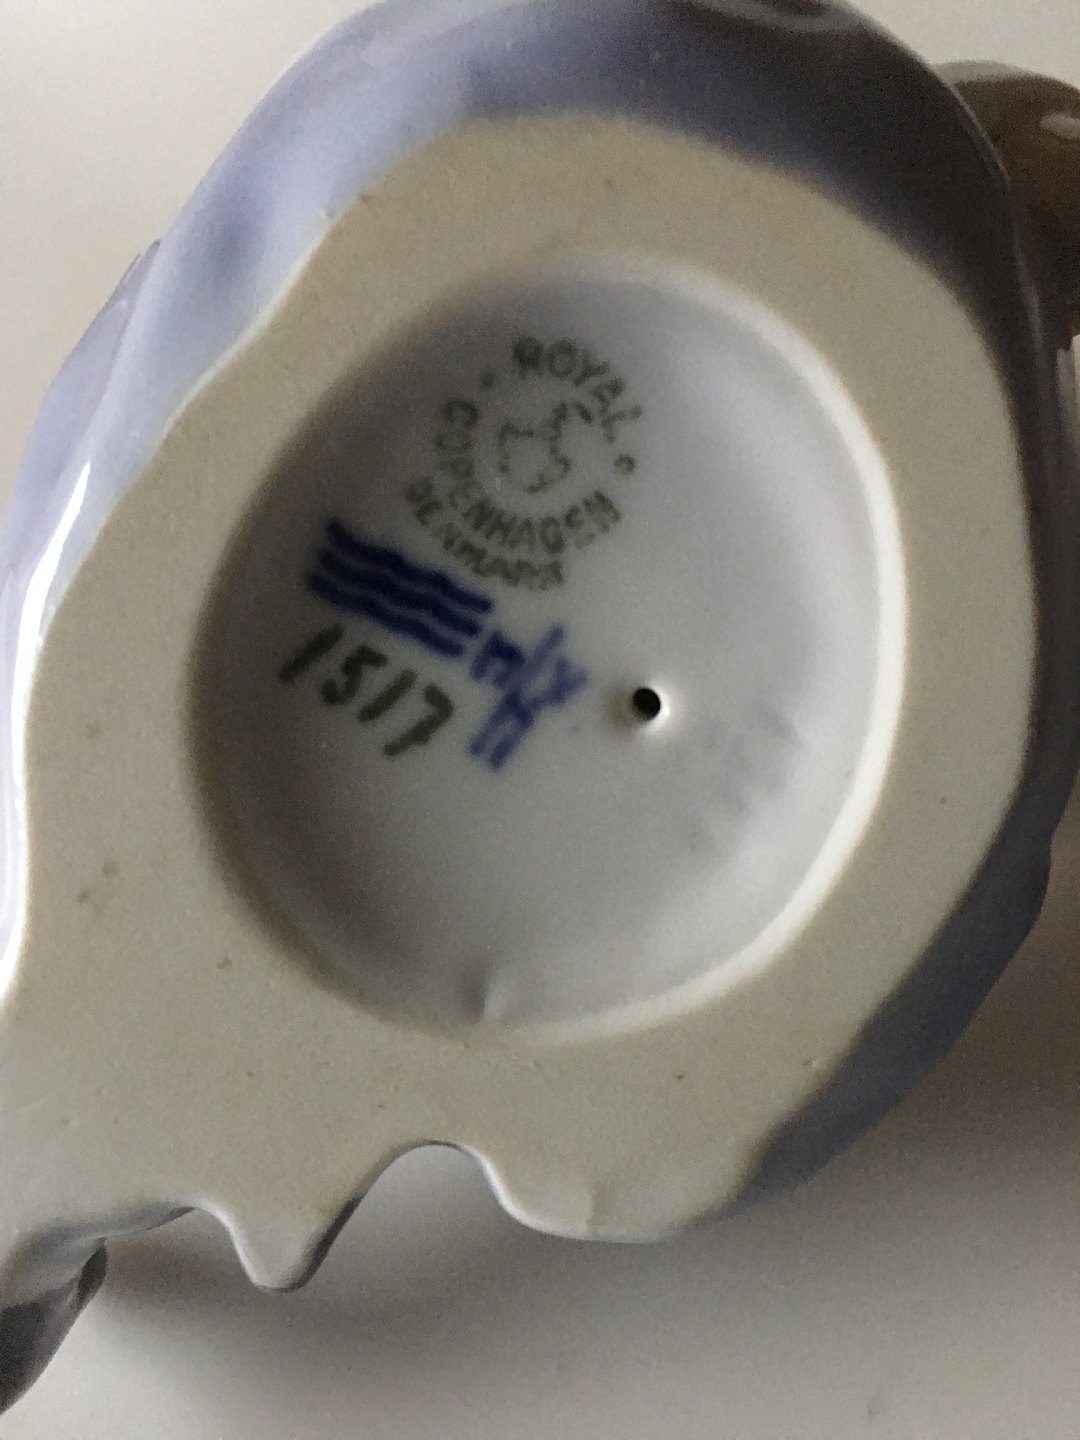 ROYAL
COPENHAGEN
DENMARK
1517